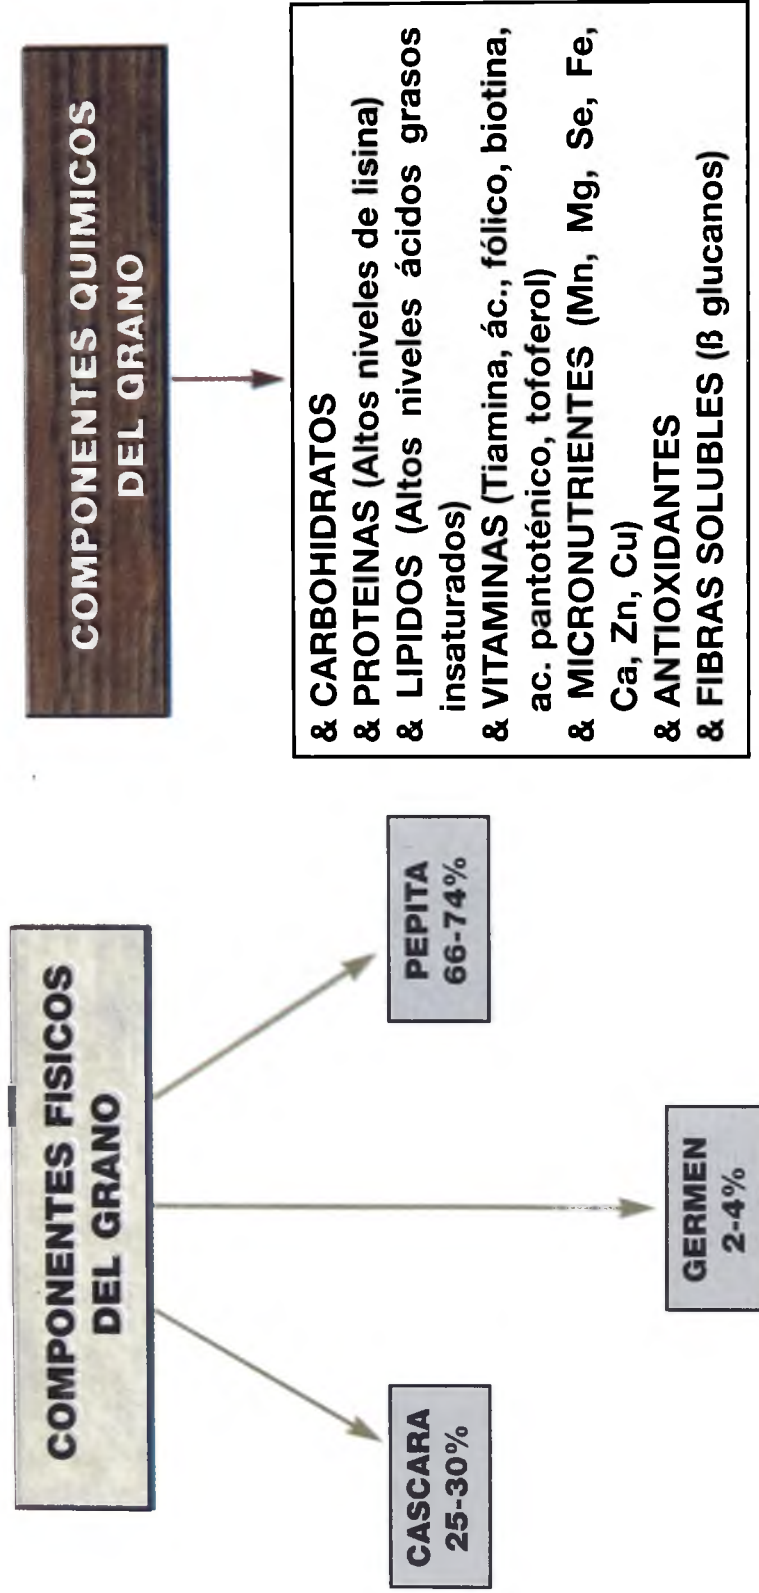 COMPONENTES FISICOS
DEL GRANO
CASCARA
25-30%
GERMEN
2-4%
PEPITA
66-74%
COMPONENTES QUIMICOS
DEL GRANO
& CARBOHIDRATOS
& PROTEINAS (Altos niveles de lisina)
& LIPIDOS (Altos niveles ácidos grasos
insaturados)
& VITAMINAS (Tiamina, ác., fólico, biotina,
ac. pantoténico, tofoferol)
& MICRONUTRIENTES (Mn, Mg, Se, Fe,
Ca, Zn, Cu)
& ANTIOXIDANTES
& FIBRAS SOLUBLES (ß glucanos)